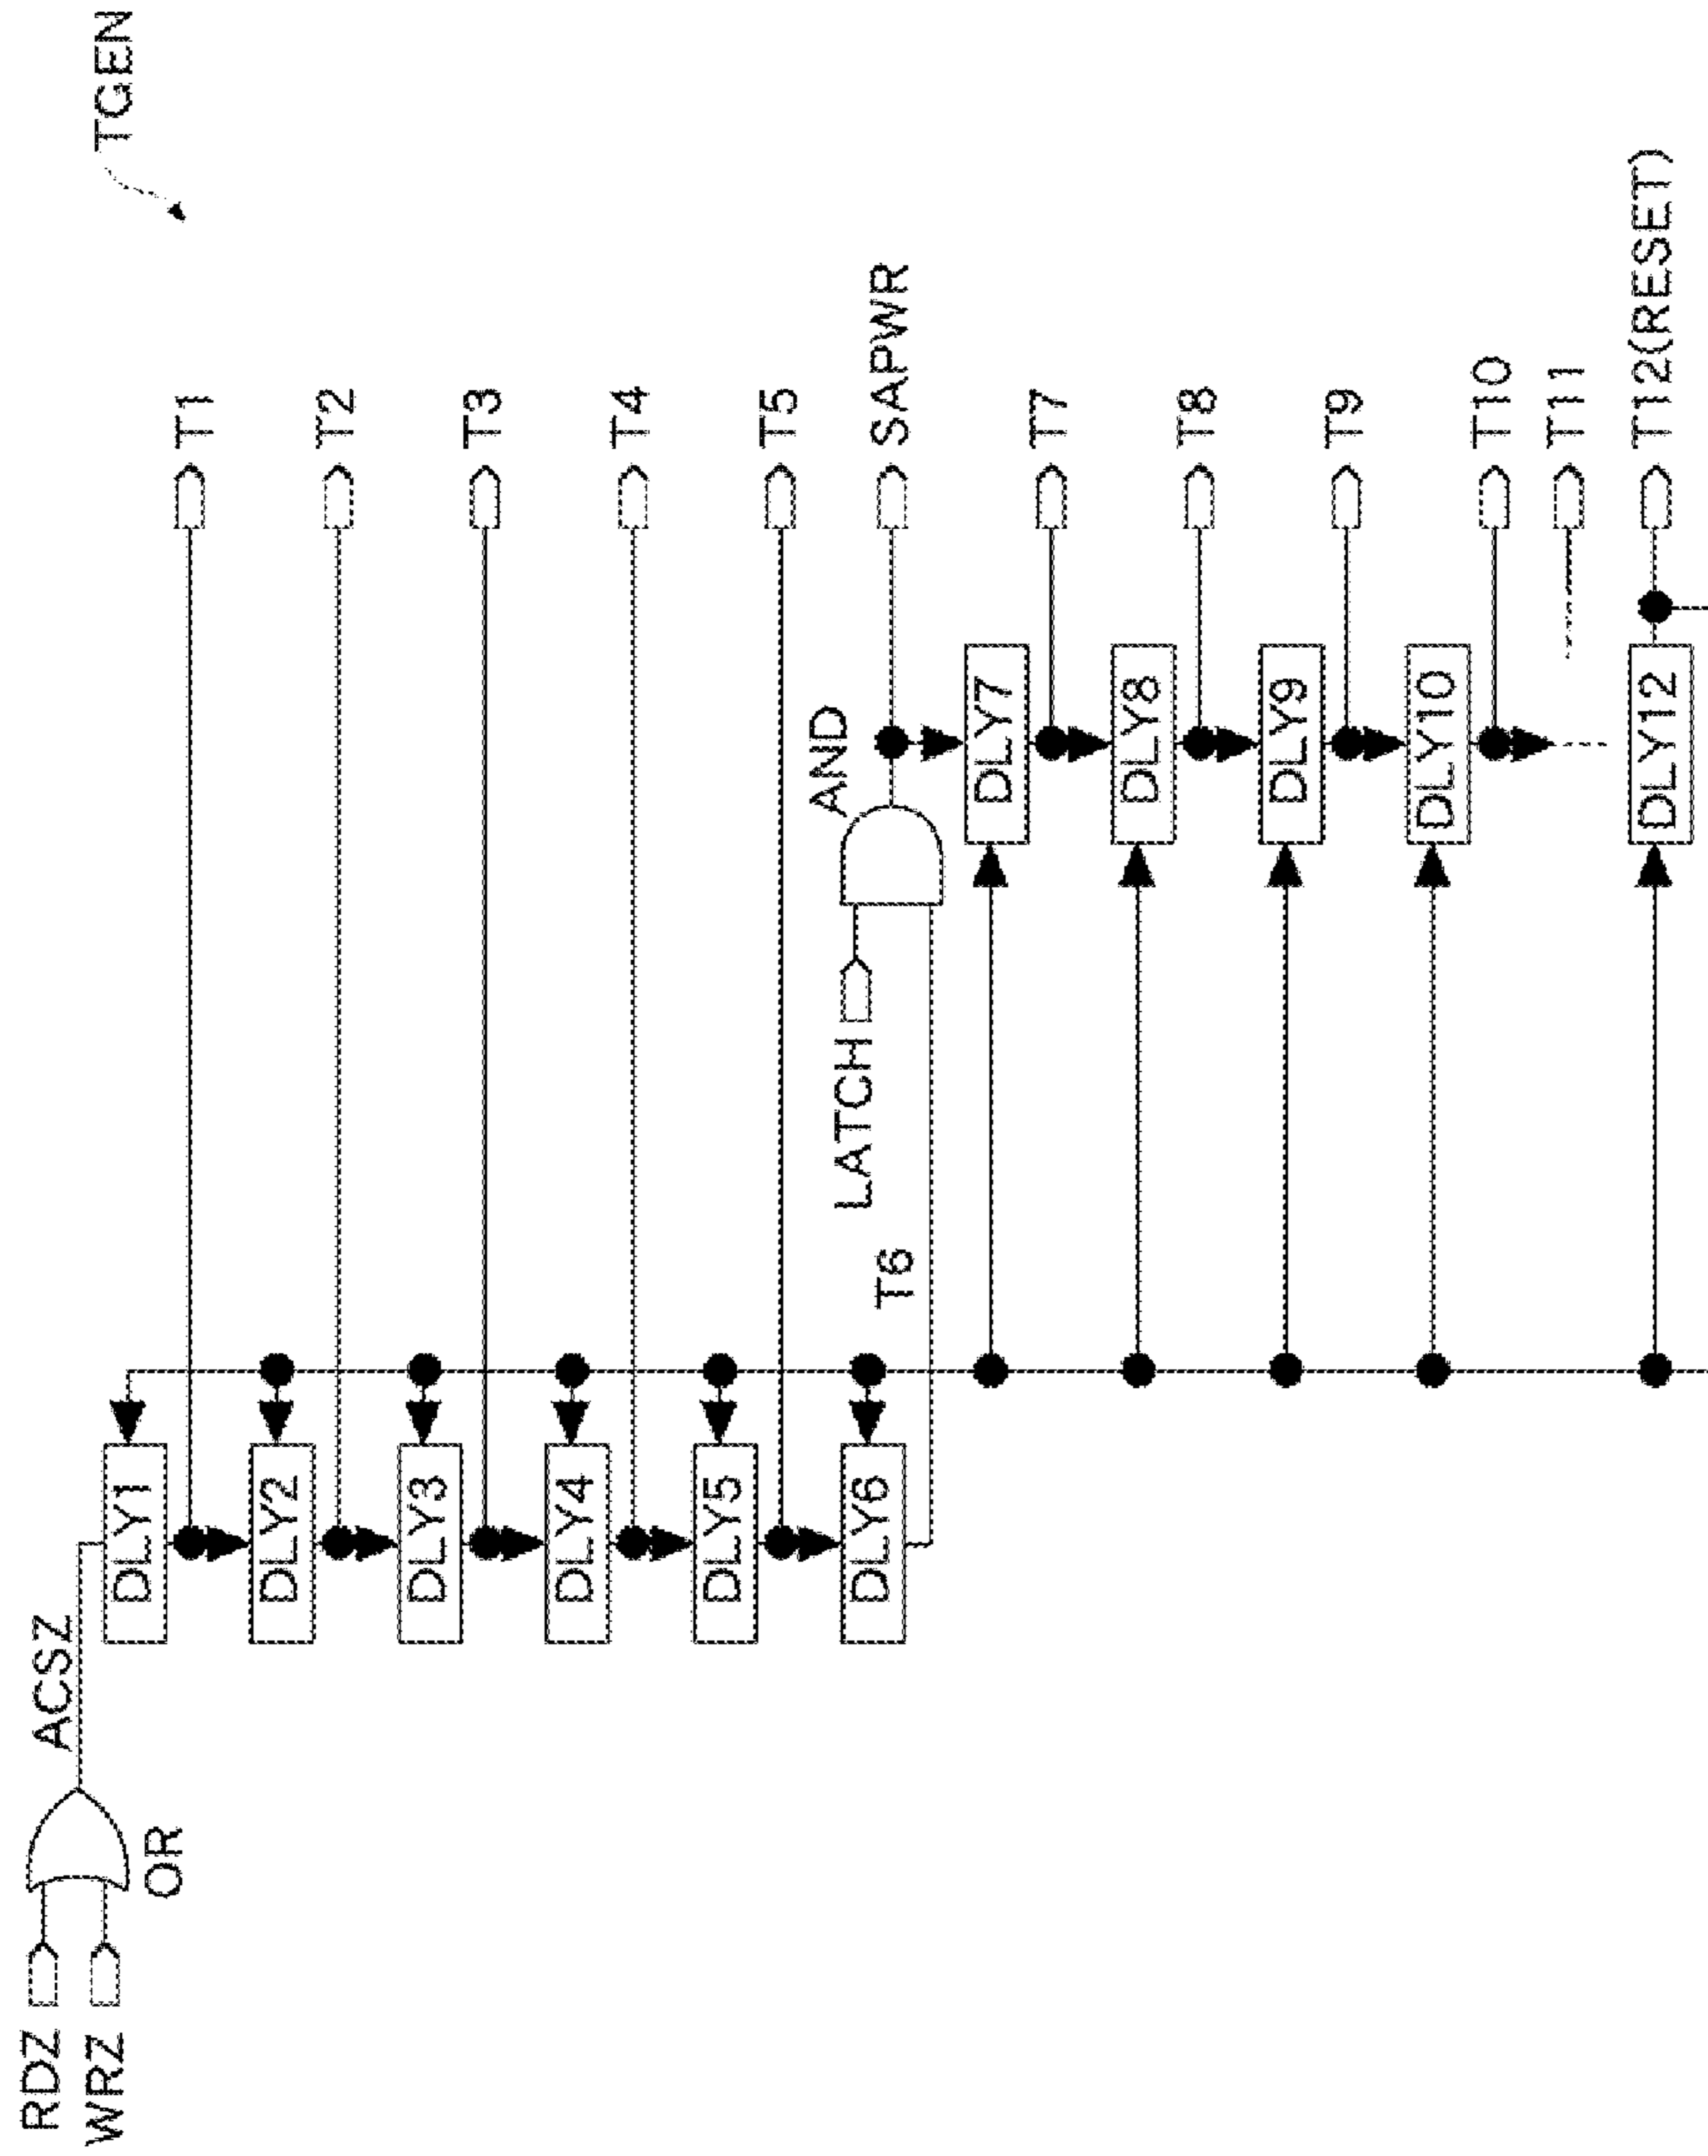 TGEN
RDZ
WRZ
OR
ACSZ
DLY1
T1
DLY2
T2
DLY3
T3
DLY4
T4
DLY5
T5
DLY6
T6
LATCH
AND
SAPWR
DLY7
T7
DLY8
T8
DLY9
T9
DLY10
T10
T11
DLY12
T12(RESET)